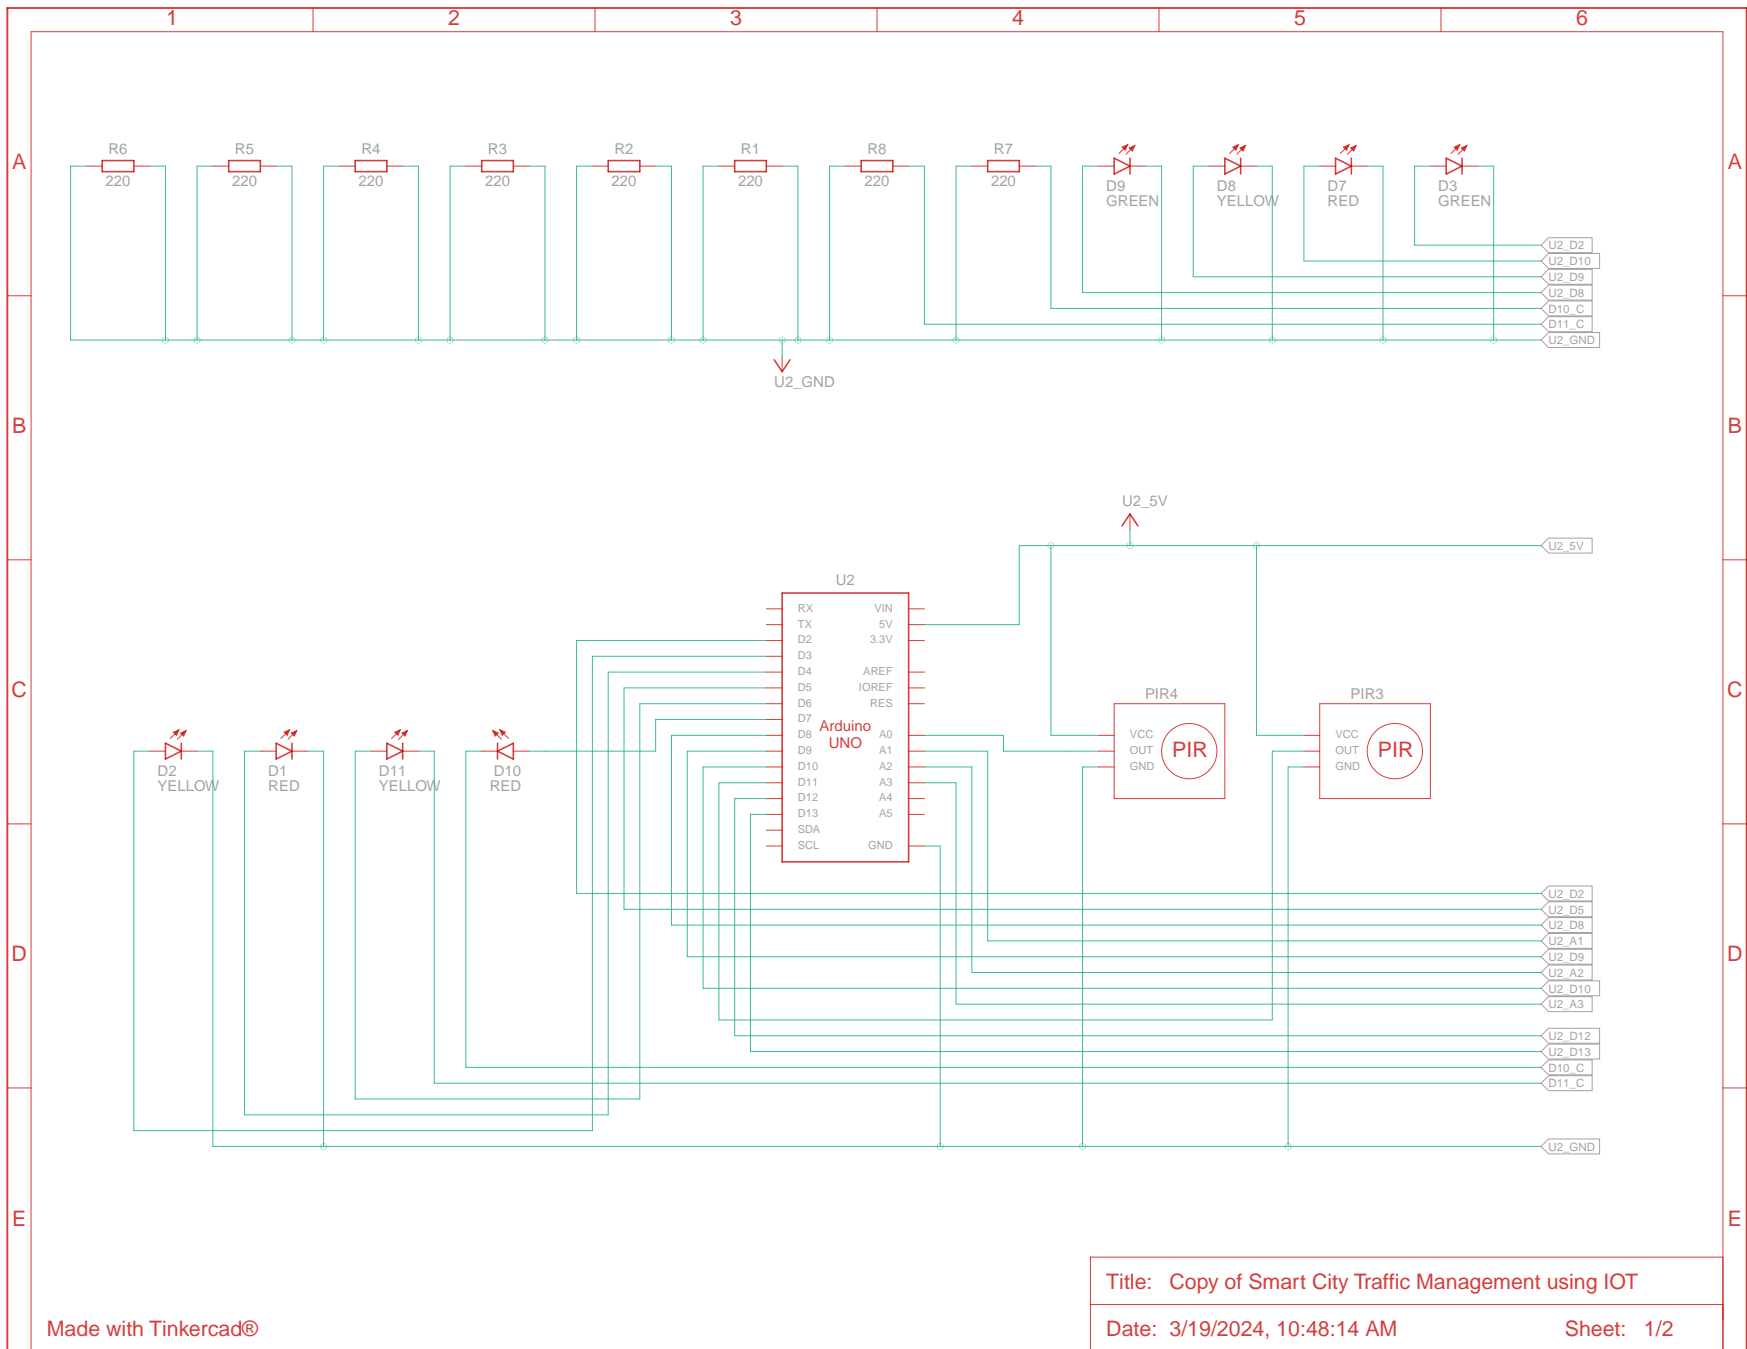 1 2 3 4 5 6
A A
R6 R5 R4 R3 R2 R1 R8 R7
220 220 220 220 220 220 220 220
D9 D8 D7 D3
GREEN YELLOW RED GREEN
U2_D2
U2_D10
U2_D9
U2_D8
D10_C
D11_C
U2_GND
U2_GND
B B
U2_5V
U2_5V
U2
RX VIN
TX 5V
D2 3.3V
D3
D4 AREF
D5 IOREF
D6 RES
D7
D8 A0
D9 A1
D10 A2
D11 A3
D12 A4
D13 A5
SDA
SCL GND
Arduino
UNO
C C
PIR4 PIR3
VCC VCC
OUT PIR OUT PIR
GND GND
D2 D1 D11 D10
YELLOW RED YELLOW RED
U2_D2
U2_D5
U2_D8
U2_A1
D D
U2_D9
U2_A2
U2_D10
U2_A3
U2_D12
U2_D13
D10_C
D11_C
U2_GND
E E
Title: Copy of Smart City Traffic Management using IOT
Made with Tinkercad®
Date: 3/19/2024, 10:48:14 AM Sheet: 1/2